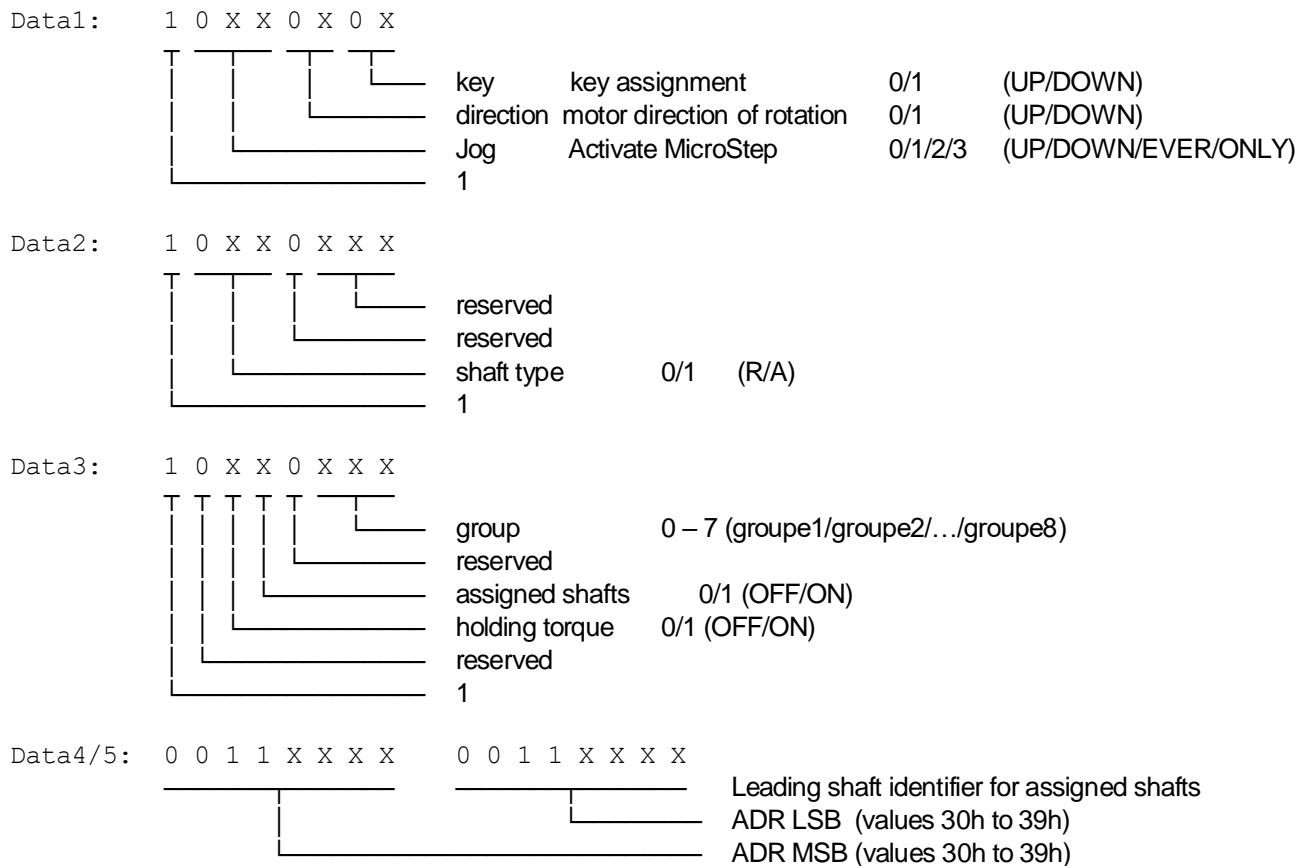 Data1: 1 0 X X 0 X 0 X
key key assignment 0/1 (UP/DOWN)
direction motor direction of rotation 0/1 (UP/DOWN)
Jog Activate MicroStep 0/1/2/3 (UP/DOWN/EVER/ONLY)
1
Data2: 1 0 X X 0 X X X
reserved
reserved
shaft type 0/1 (R/A)
1
Data3: 1 0 X X 0 X X X
group 0 – 7 (groupe1/groupe2/…/groupe8)
reserved
assigned shafts 0/1 (OFF/ON)
holding torque 0/1 (OFF/ON)
reserved
1
Data4/5: 0 0 1 1 X X X X 0 0 1 1 X X X X
Leading shaft identifier for assigned shafts
ADR LSB (values 30h to 39h)
ADR MSB (values 30h to 39h)